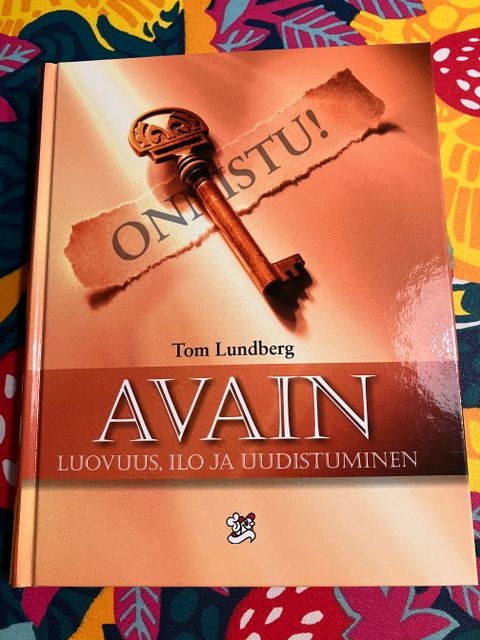 ONNISTU!
Tom Lundberg
AVAIN
LUOVUUS, ILO JA UUDISTUMINEN